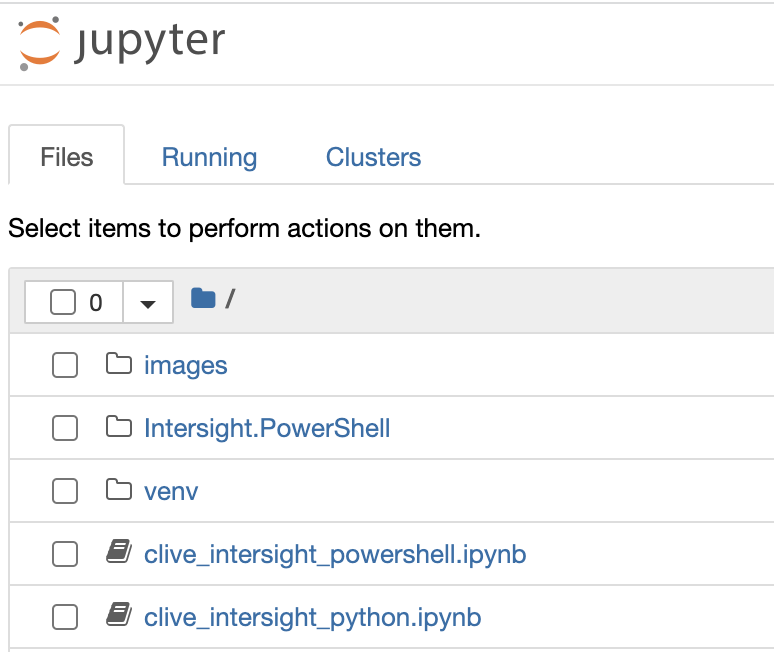 jupyter
Files Running Clusters
Select items to perform actions on them.
0 /
images
Intersight.PowerShell
venv
clive_intersight_powershell.ipynb
clive_intersight_python.ipynb